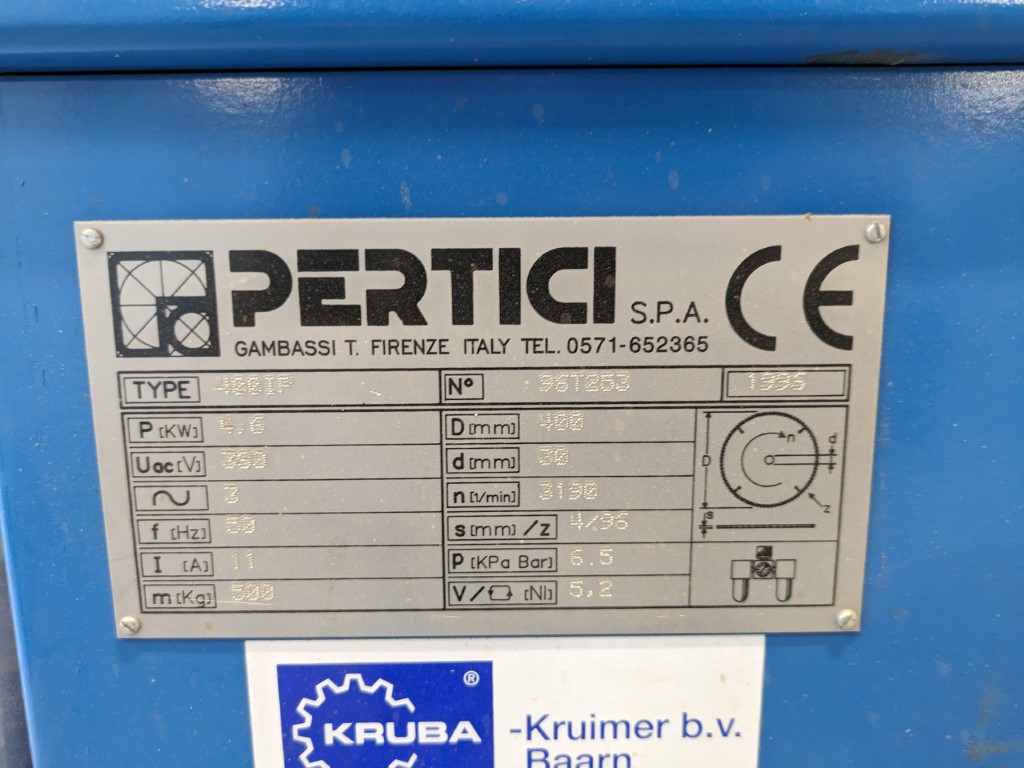 PERTICI S.P.A. CE
GAMBASSI T. FIRENZE ITALY TEL. 0571-652365
TYPE 400IP N° 96T253 1996
P [KW] 4,6 D [mm] 400
Uac [V] 380 d [mm] 30
3 n [1/min] 3190
f [Hz] 50 s [mm] /z 4/96
I [A] 11 P [KPa Bar] 6.5
m [Kg] 500 V/ [Nl] 5,2
D n d s z
KRUBA ® -Kruimer b.v.
Baarn